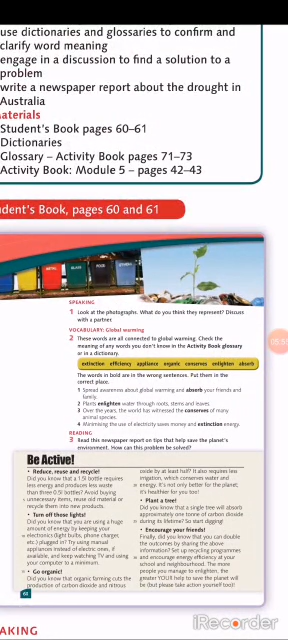 use dictionaries and glossaries to confirm and
clarify word meaning
engage in a discussion to find a solution to a
problem
write a newspaper report about the drought in
Australia
aterials
Student's Book pages 60–61
Dictionaries
Glossary – Activity Book pages 71–73
Activity Book: Module 5 – pages 42–43
udent's Book, pages 60 and 61
METAL
GLASS
SPEAKING
1 Look at the photographs. What do you think they represent? Discuss
with a partner.
VOCABULARY: Global warming
2 These words are all connected to global warming. Check the
meaning of any words you don't know in the Activity Book glossary
or in a dictionary.
extinction efficiency appliance organic conserves enlighten absorb
The words in bold are in the wrong sentences. Put them in the
correct place.
1 Spread awareness about global warming and absorb your friends and
family.
2 Plants enlighten water through roots, stems and leaves.
3 Over the years, the world has witnessed the conserves of many
animal species.
4 Minimising the use of electricity saves money and extinction energy.
READING
3 Read this newspaper report on tips that help save the planet's
environment. How can this problem be solved?
Be Active!
• Reduce, reuse and recycle!
Did you know that a 1.5l bottle requires
less energy and produces less waste
than three 0.5l bottles? Avoid buying
5 unnecessary items, reuse old material or
recycle them into new products.
• Turn off those lights!
Did you know that you are using a huge
amount of energy by keeping your
10 electronics (light bulbs, phone charger,
etc.) plugged in? Try using manual
appliances instead of electric ones, if
available, and keep watching TV and using
your computer to a minimum.
15 • Go organic!
Did you know that organic farming cuts the
production of carbon dioxide and nitrous
oxide by at least half? It also requires less
irrigation, which conserves water and
20 energy. It's not only better for the planet;
it's healthier for you too!
• Plant a tree!
Did you know that a single tree will absorb
approximately one tonne of carbon dioxide
25 during its lifetime? So start digging!
• Encourage your friends!
Finally, did you know that you can double
the outcomes by sharing the above
information? Set up recycling programmes
30 and encourage energy efficiency at your
school and neighbourhood. The more
people you manage to enlighten, the
greater YOUR help to save the planet will
be (but please take action yourself too)!
60
AKING
iRecorder